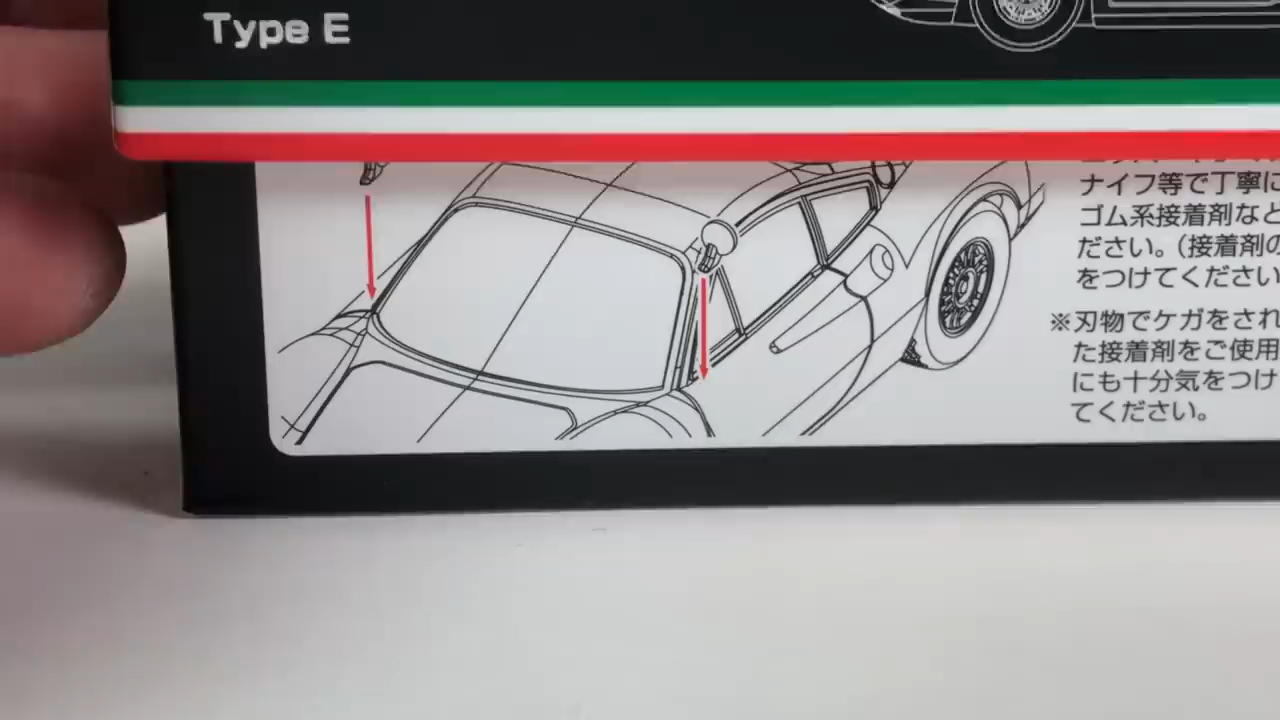 Type E
ナイフ等で丁寧に
ゴム系接着剤など
ださい。（接着剤の
をつけてください
※刃物でケガをされ
た接着剤をご使用
にも十分気をつけ
てください。